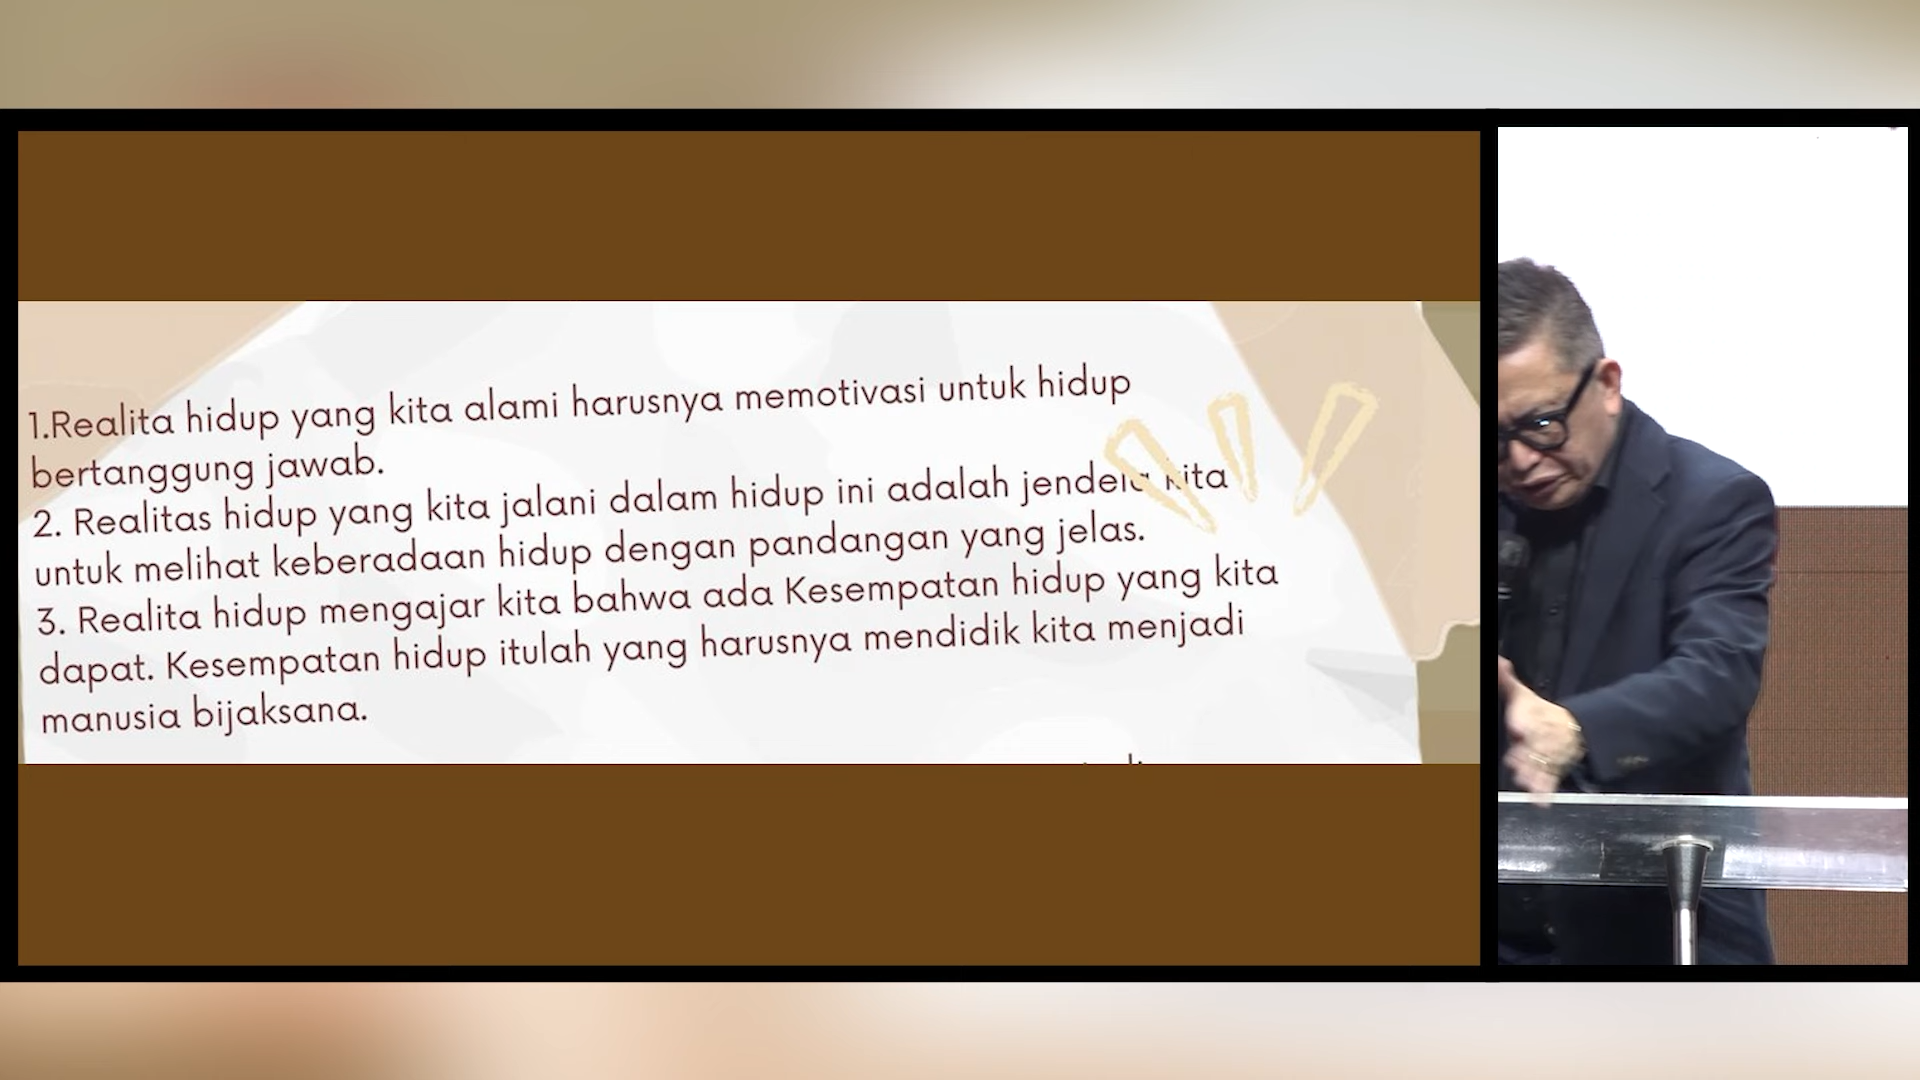 1.Realita hidup yang kita alami harusnya memotivasi untuk hidup
bertanggung jawab.
2. Realitas hidup yang kita jalani dalam hidup ini adalah jendela kita
untuk melihat keberadaan hidup dengan pandangan yang jelas.
3. Realita hidup mengajar kita bahwa ada Kesempatan hidup yang kita
dapat. Kesempatan hidup itulah yang harusnya mendidik kita menjadi
manusia bijaksana.